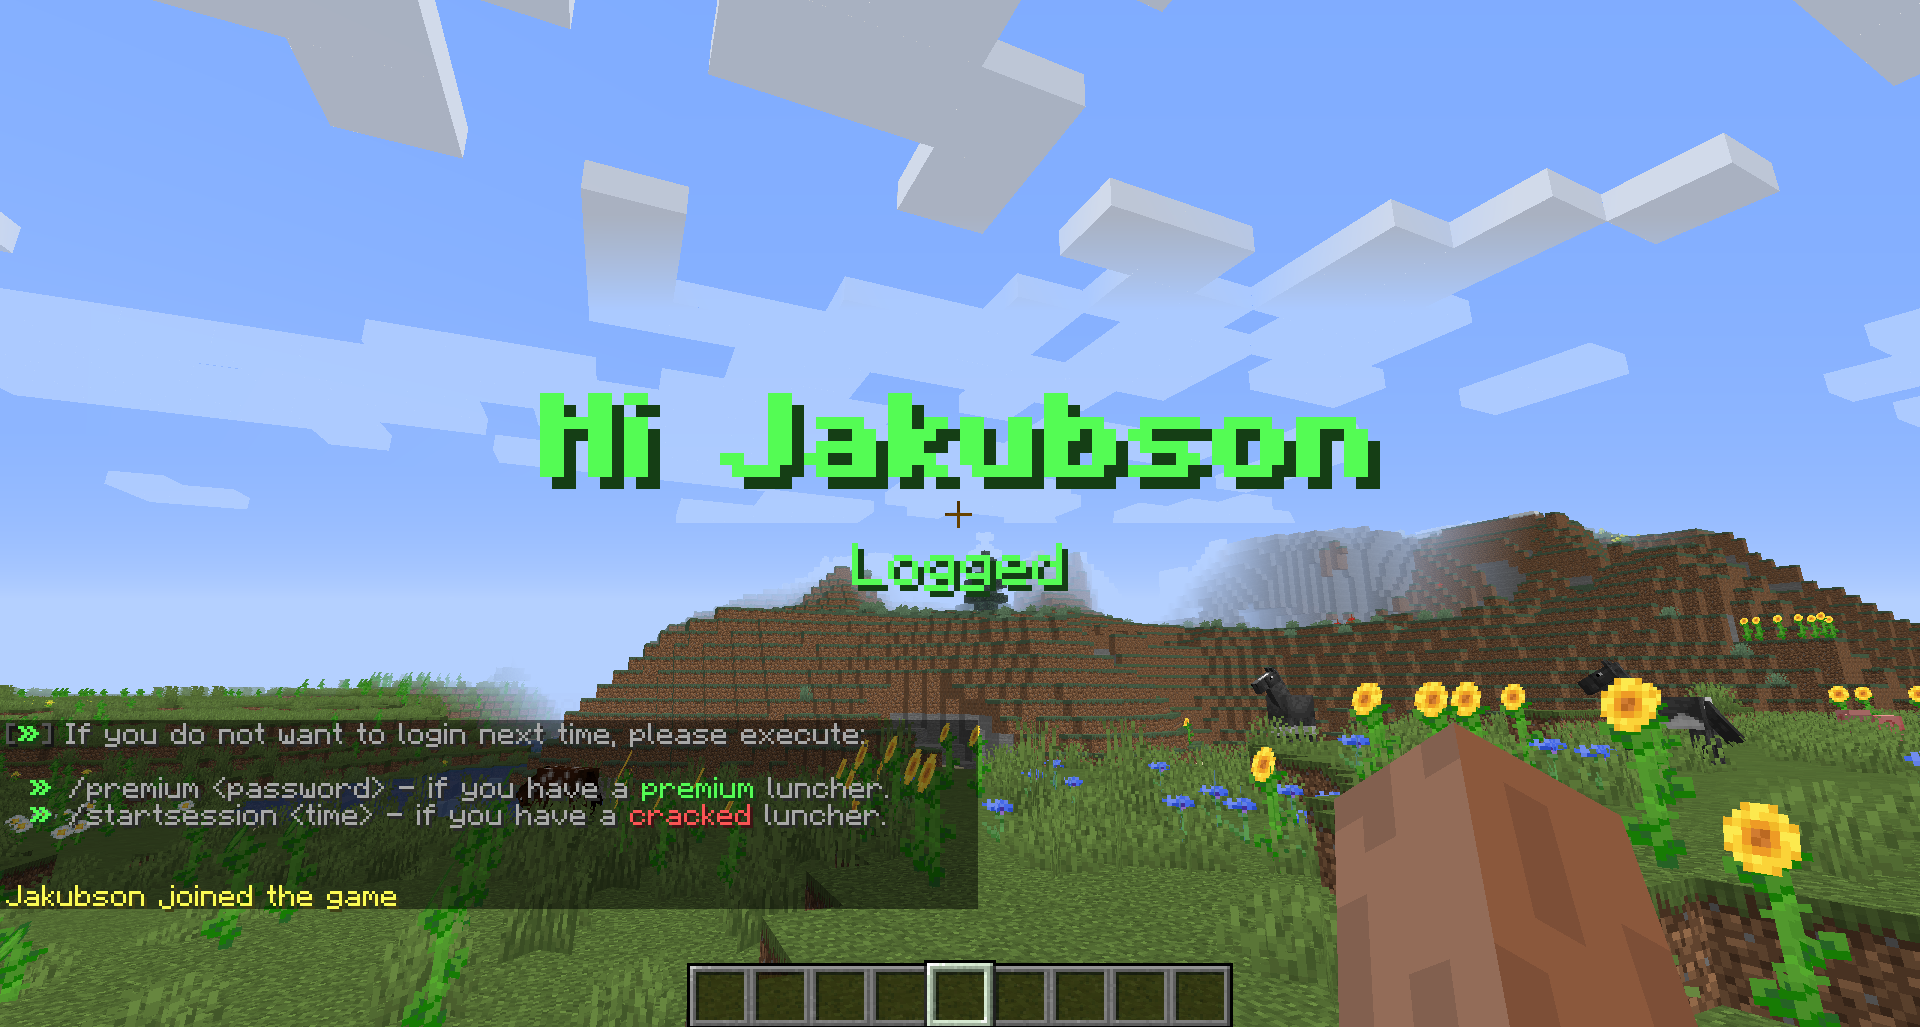 Hi Jakubson
Logged
[»] If you do not want to login next time, please execute:
» /premium <password> - if you have a premium luncher.
» /startsession <time> - if you have a cracked luncher.
Jakubson joined the game